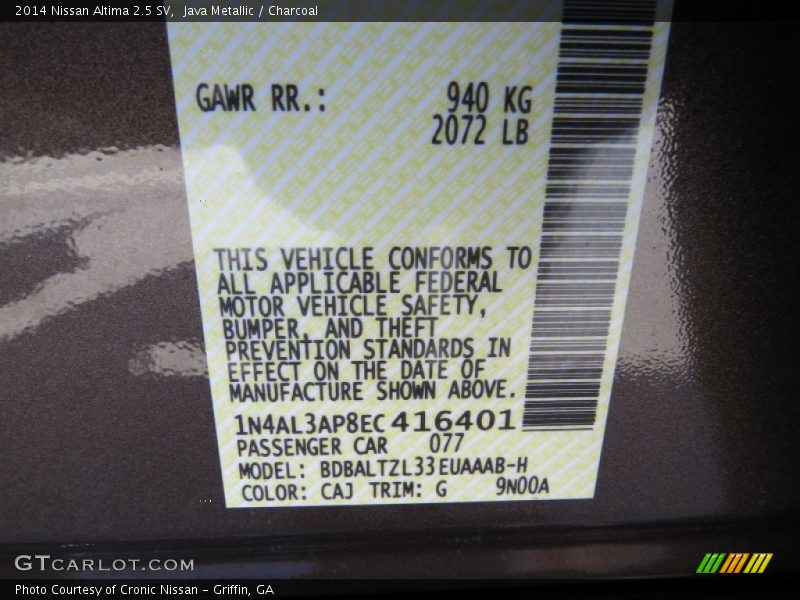 2014 Nissan Altima 2.5 SV,  Java Metallic / Charcoal
GAWR RR.: 940 KG
2072 LB
THIS VEHICLE CONFORMS TO
ALL APPLICABLE FEDERAL
MOTOR VEHICLE SAFETY,
BUMPER, AND THEFT
PREVENTION STANDARDS IN
EFFECT ON THE DATE OF
MANUFACTURE SHOWN ABOVE.
1N4AL3AP8EC416401
PASSENGER CAR 077
MODEL: BDBALTZL33EUAAAB-H
COLOR: CAJ TRIM: G 9N00A
GTCARLOT.COM
Photo Courtesy of Cronic Nissan - Griffin, GA